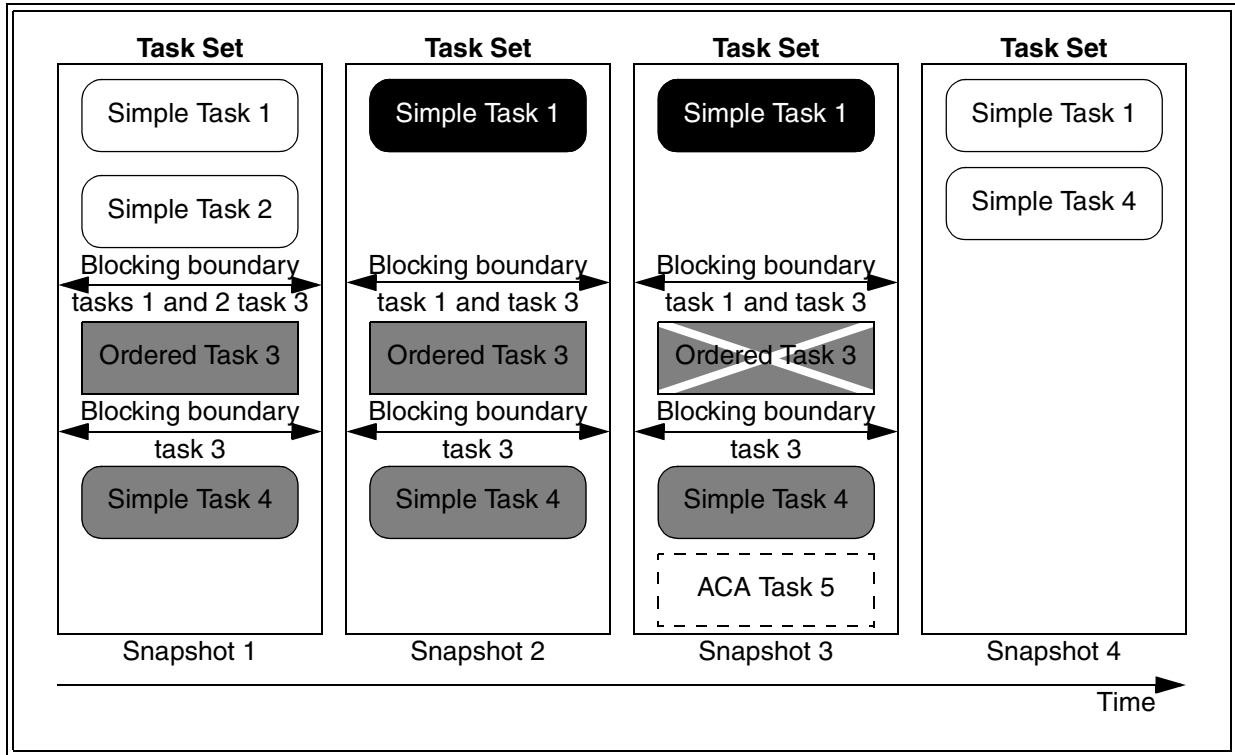 Task Set
Simple Task 1
Simple Task 2
Blocking boundary
tasks 1 and 2 task 3
Ordered Task 3
Blocking boundary
task 3
Simple Task 4
Snapshot 1
Task Set
Simple Task 1
Blocking boundary
task 1 and task 3
Ordered Task 3
Blocking boundary
task 3
Simple Task 4
Snapshot 2
Task Set
Simple Task 1
Blocking boundary
task 1 and task 3
Ordered Task 3
Blocking boundary
task 3
Simple Task 4
ACA Task 5
Snapshot 3
Task Set
Simple Task 1
Simple Task 4
Snapshot 4
Time